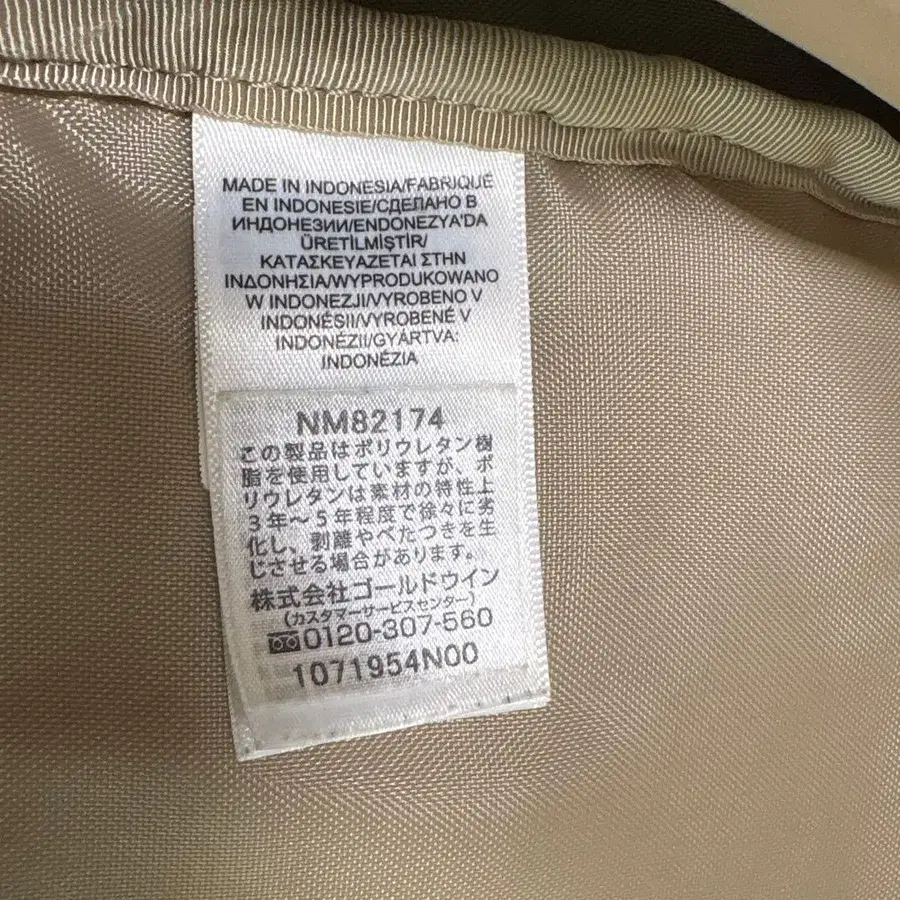 MADE IN INDONESIA/FABRIQUÉ
EN INDONESIE/СДЕЛАНО В
ИНДОНЕЗИИ/ENDONEZYA'DA
ÜRETİLMİŞTİR/
ΚΑΤΑΣΚΕΥΑΖΕΤΑΙ ΣΤΗΝ
ΙΝΔΟΝΗΣΙΑ/WYPRODUKOWANO
W INDONEZJI/VYROBENO V
INDONÉSII/VYROBENÉ V
INDONÉZII/GYÁRTVA:
INDONÉZIA
NM82174
この製品はポリウレタン樹
脂を使用していますが、ポ
リウレタンは素材の特性上
3年～5年程度で徐々に劣
化し、剥離やべたつきを生
じさせる場合があります。
株式会社ゴールドウイン
(カスタマーサービスセンター)
0120-307-560
1071954N00